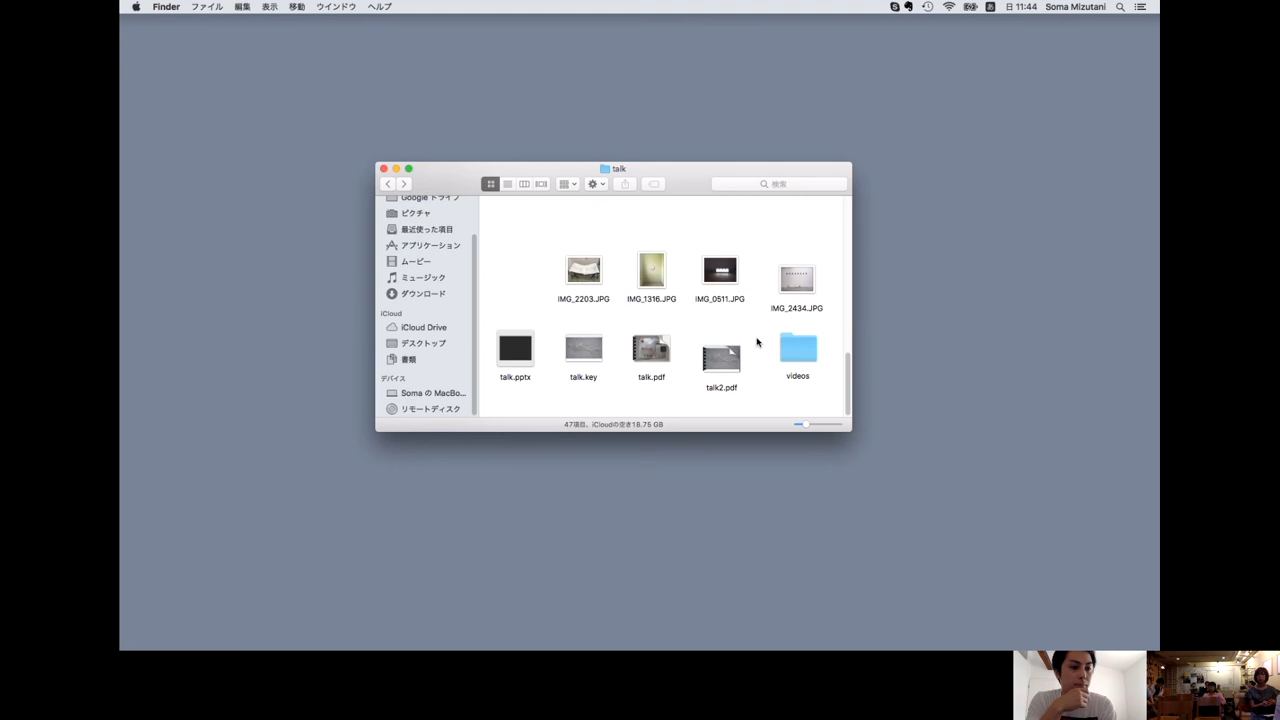 Finder ファイル 編集 表示 移動 ウインドウ ヘルプ
あ 日 11:44 Soma Mizutani
talk
検索
Google ドライブ
ピクチャ
最近使った項目
アプリケーション
ムービー
ミュージック
ダウンロード
iCloud
iCloud Drive
デスクトップ
書類
デバイス
Soma の MacBo...
リモートディスク
IMG_2203.JPG IMG_1316.JPG IMG_0511.JPG IMG_2434.JPG
talk.pptx talk.key talk.pdf talk2.pdf videos
47項目、iCloudの空き18.75 GB